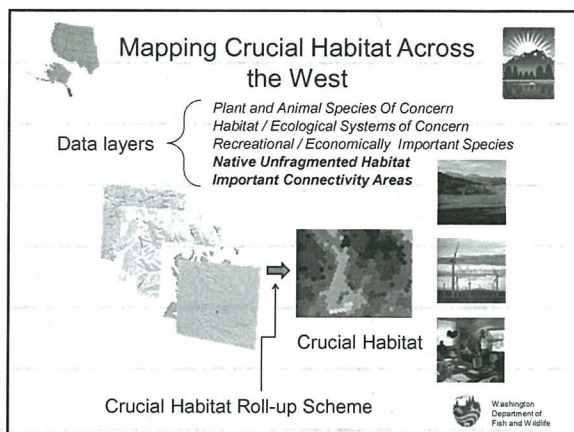 Mapping Crucial Habitat Across
the West
Data layers
Plant and Animal Species Of Concern
Habitat / Ecological Systems of Concern
Recreational / Economically Important Species
Native Unfragmented Habitat
Important Connectivity Areas
Crucial Habitat
Crucial Habitat Roll-up Scheme
Washington
Department of
Fish and Wildlife